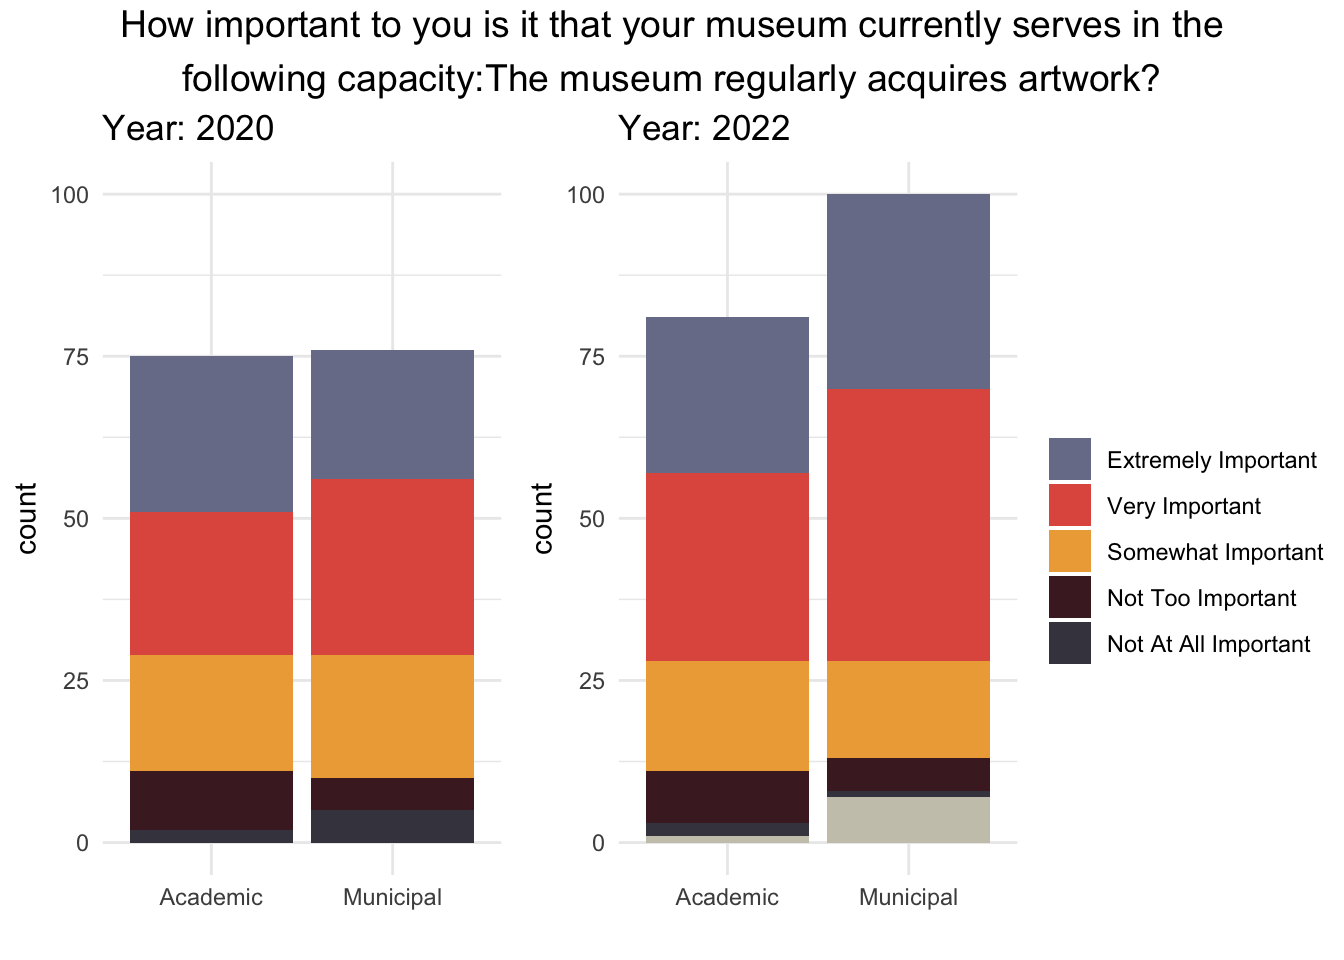 How important to you is it that your museum currently serves in the
following capacity:The museum regularly acquires artwork?
Year: 2020
100
75
50
25
0
count
Academic
Municipal
Year: 2022
100
75
50
25
0
count
Academic
Municipal
Extremely Important
Very Important
Somewhat Important
Not Too Important
Not At All Important